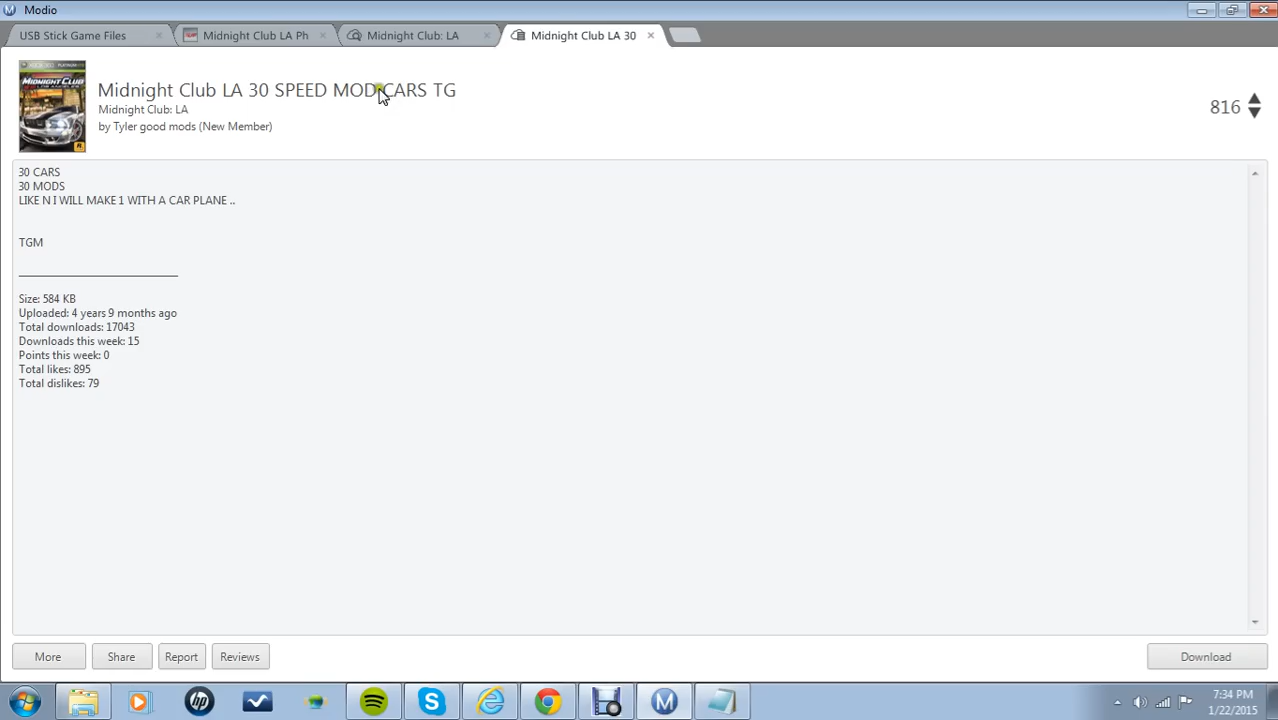 Modio
USB Stick Game Files
Midnight Club LA Ph
Midnight Club: LA
Midnight Club LA 30
MIDNIGHT CLUB
Midnight Club LA 30 SPEED MOD CARS TG
Midnight Club: LA
by Tyler good mods (New Member)
816
30 CARS
30 MODS
LIKE N I WILL MAKE 1 WITH A CAR PLANE ..
TGM
Size: 584 KB
Uploaded: 4 years 9 months ago
Total downloads: 17043
Downloads this week: 15
Points this week: 0
Total likes: 895
Total dislikes: 79
More
Share
Report
Reviews
Download
7:34 PM
1/22/2015